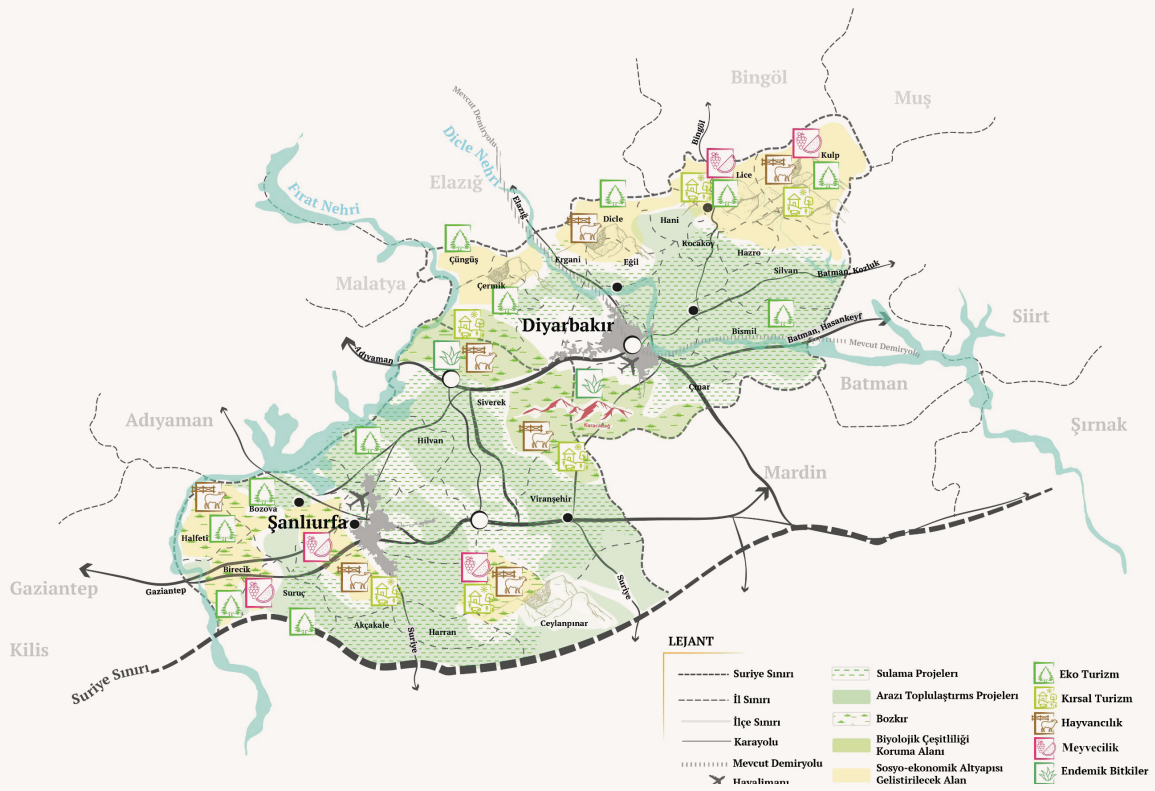 Bingöl
Muş
Mevcut Demiryolu
Dicle Nehri
Bingöl
Kulp
Lice
Elazığ
Fırat Nehri
Elazığ
Dicle
Hani
Kocaköy
Hazro
Çüngüş
Ergani
Eğil
Silvan
Batman, Kozluk
Malatya
Çermik
Diyarbakır
Bismil
Batman, Hasankeyf
Siirt
Mevcut Demiryolu
Adıyaman
Batman
Çınar
Siverek
Karacadağ
Adıyaman
Hilvan
Şırnak
Mardin
Viranşehir
Bozova
Şanlıurfa
Halfeti
Birecik
Gaziantep
Gaziantep
Suruç
Suriye
Akçakale
Harran
Suriye
Ceylanpınar
Kilis
Suriye Sınırı
LEJANT
Suriye Sınırı
İl Sınırı
İlçe Sınırı
Karayolu
Mevcut Demiryolu
Havalimanı
Sulama Projelerı
Arazı Toplulaştırms Projelerı
Bozkır
Biyolojik Çeşitliliği
Koruma Alanı
Sosyo-ekonomik Altyapısı
Gelistirilecek Alan
Eko Turizm
Kırsal Turizm
Hayvancılık
Meyvecilik
Endemik Bitkiler